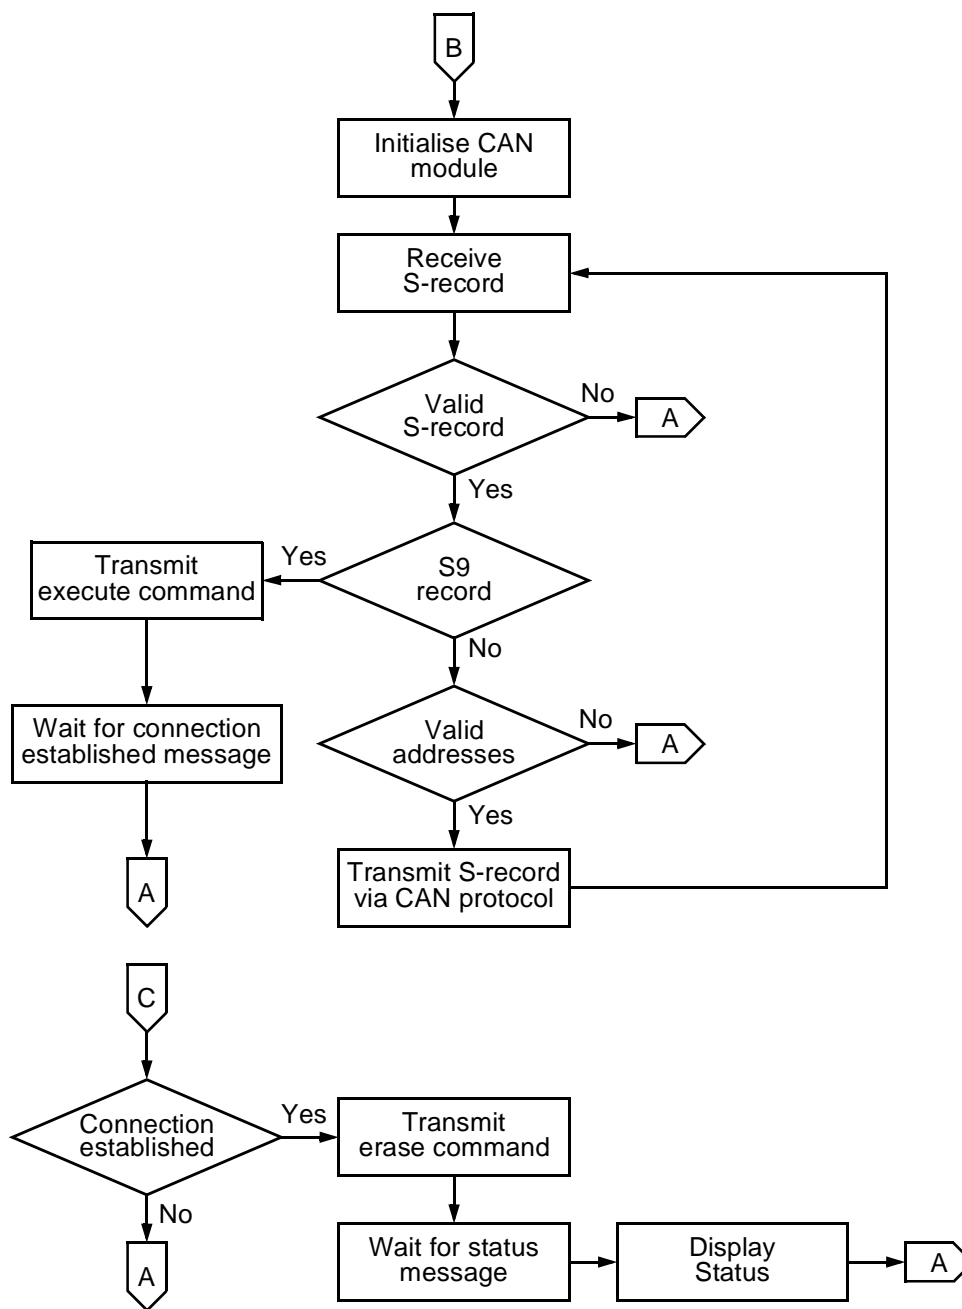 B
Initialise CAN
module
Receive
S-record
Valid
S-record
No
A
Yes
S9
record
Yes
Transmit
execute command
No
Wait for connection
established message
Valid
addresses
No
A
Yes
Transmit S-record
via CAN protocol
A
C
Connection
established
Yes
Transmit
erase command
No
Wait for status
message
Display
Status
A
A